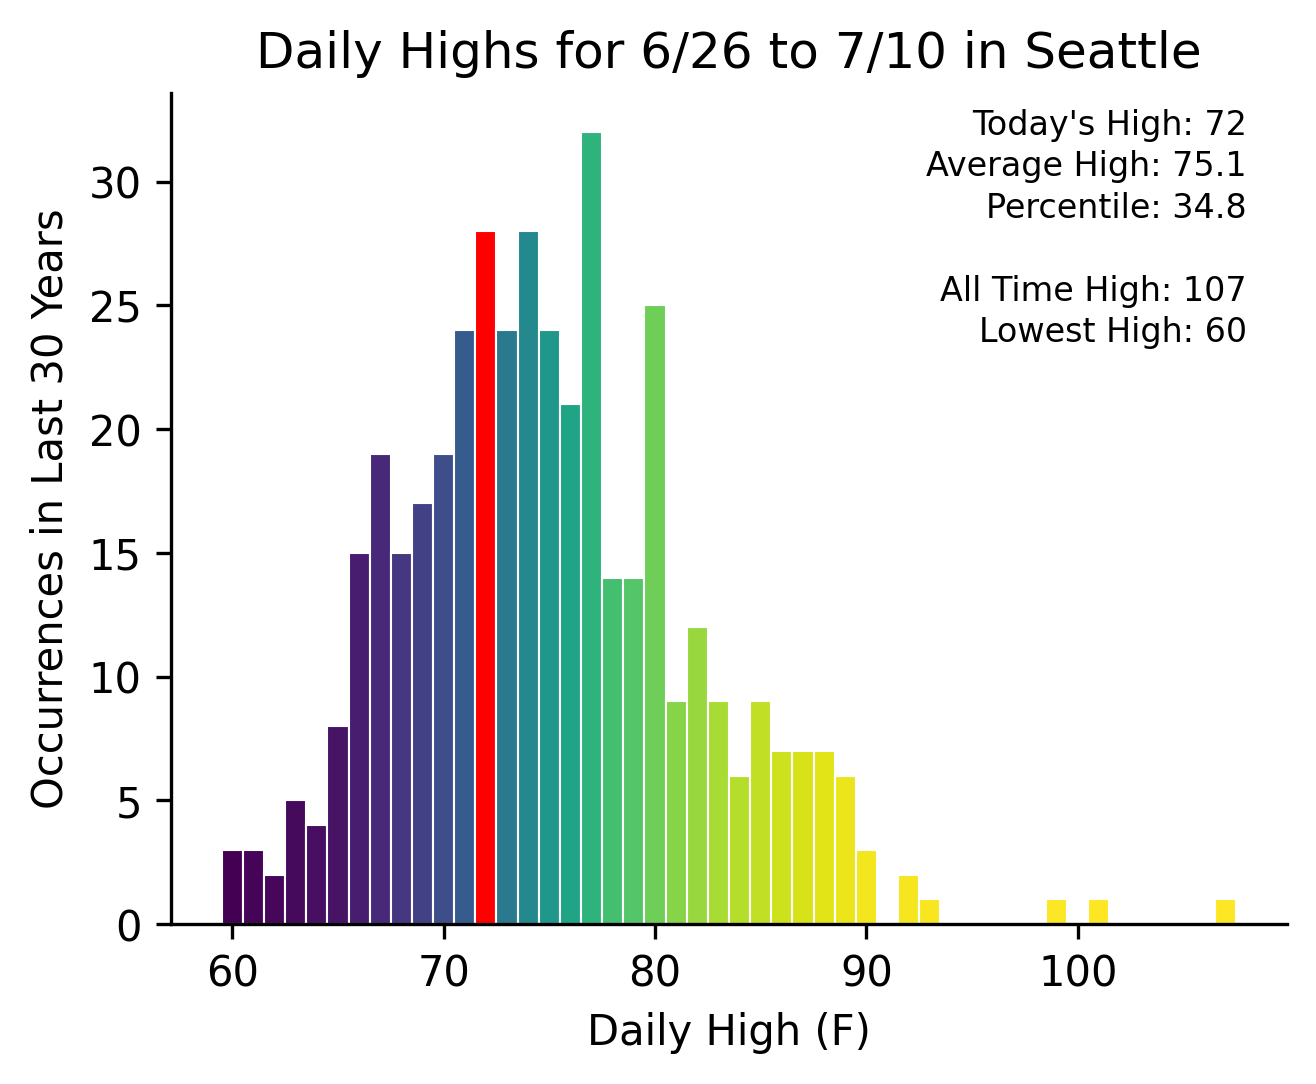 Daily Highs for 6/26 to 7/10 in Seattle
Today's High: 72
Average High: 75.1
Percentile: 34.8
All Time High: 107
Lowest High: 60
Occurrences in Last 30 Years
30
25
20
15
10
5
0
60 70 80 90 100
Daily High (F)